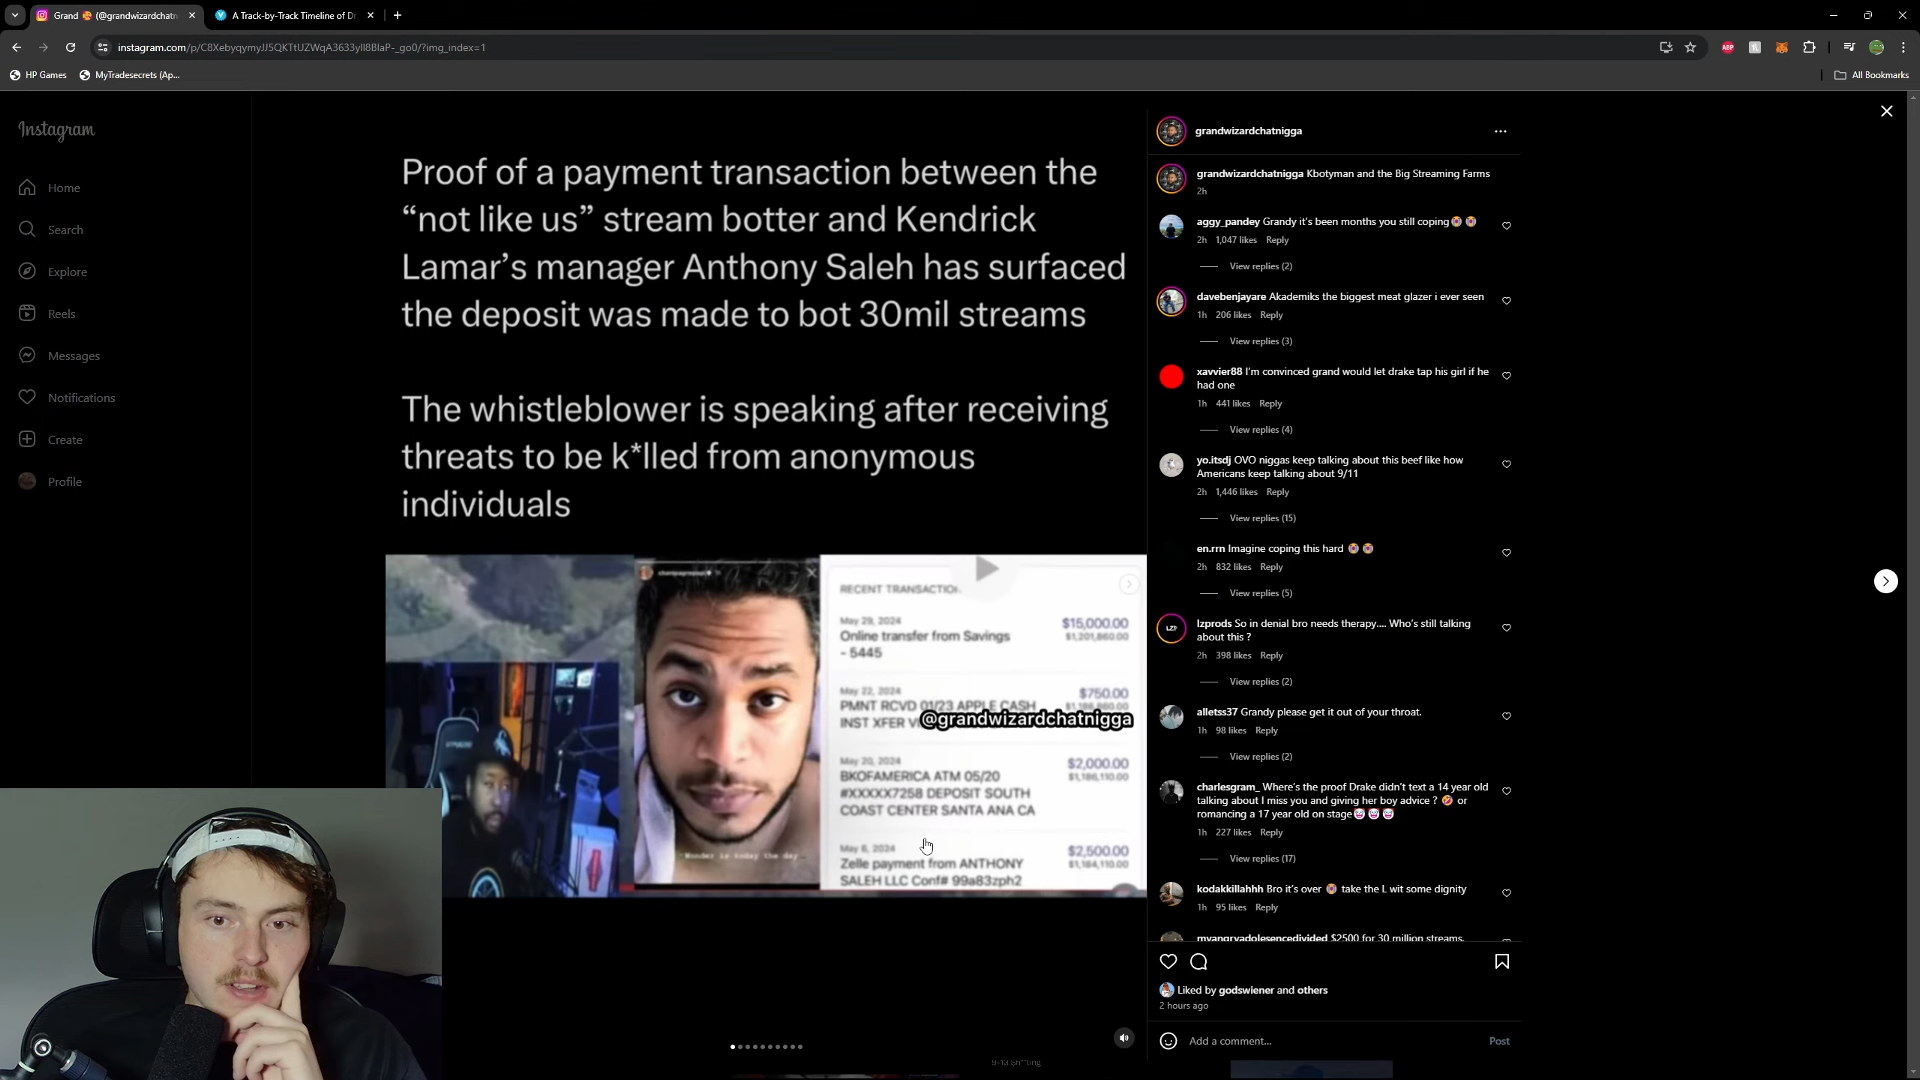 Grand (@grandwizardchatn
A Track-by-Track Timeline of Dr
instagram.com/p/C8XebyqymyJJ5QKTtUZWqA3633yll8BlaP-_go0/?img_index=1
HP Games
MyTradesecrets (Ap...
All Bookmarks
Instagram
Home
Search
Explore
Reels
Messages
Notifications
Create
Profile
Proof of a payment transaction between the
“not like us” stream botter and Kendrick
Lamar’s manager Anthony Saleh has surfaced
the deposit was made to bot 30mil streams
The whistleblower is speaking after receiving
threats to be k*lled from anonymous
individuals
Wonder is today the day
RECENT TRANSACTION
May 29, 2024
$15,000.00
Online transfer from Savings
$1,201,860.00
- 5445
May 22, 2024
$750.00
PMNT RCVD 01/23 APPLE CASH
INST XFER
@grandwizardchatnigga
May 20, 2024
$2,000.00
BKOFAMERICA ATM 05/20
$1,186,110.00
#XXXXX7258 DEPOSIT SOUTH
COAST CENTER SANTA ANA CA
May 6, 2024
$2,500.00
Zelle payment from ANTHONY
$1,184,110.00
SALEH LLC Conf# 99a83zph2
grandwizardchatnigga
grandwizardchatnigga Kbotyman and the Big Streaming Farms
2h
aggy_pandey Grandy it's been months you still coping
2h 1,047 likes Reply
View replies (2)
davebenjayare Akademiks the biggest meat glazer i ever seen
1h 206 likes Reply
View replies (3)
xavvier88 I'm convinced grand would let drake tap his girl if he
had one
1h 441 likes Reply
View replies (4)
yo.itsdj OVO niggas keep talking about this beef like how
Americans keep talking about 9/11
2h 1,446 likes Reply
View replies (15)
en.rrn Imagine coping this hard
2h 832 likes Reply
View replies (5)
LZP
lzprods So in denial bro needs therapy.... Who's still talking
about this ?
2h 398 likes Reply
View replies (2)
alletss37 Grandy please get it out of your throat.
1h 98 likes Reply
View replies (2)
charlesgram_ Where's the proof Drake didn't text a 14 year old
talking about I miss you and giving her boy advice ? or
romancing a 17 year old on stage
1h 227 likes Reply
View replies (17)
kodakkillahhh Bro it's over take the L wit some dignity
1h 95 likes Reply
myangryadolesencedivided $2500 for 30 million streams.
Liked by godswiener and others
2 hours ago
Add a comment...
Post